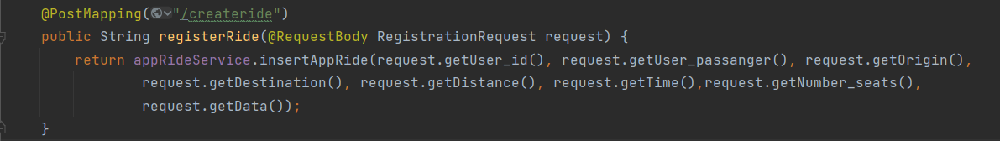 @PostMapping("/createride")
public String registerRide(@RequestBody RegistrationRequest request) {
return appRideService.insertAppRide(request.getUser_id(), request.getUser_passanger(), request.getOrigin(),
request.getDestination(), request.getDistance(), request.getTime(),request.getNumber_seats(),
request.getData());
}